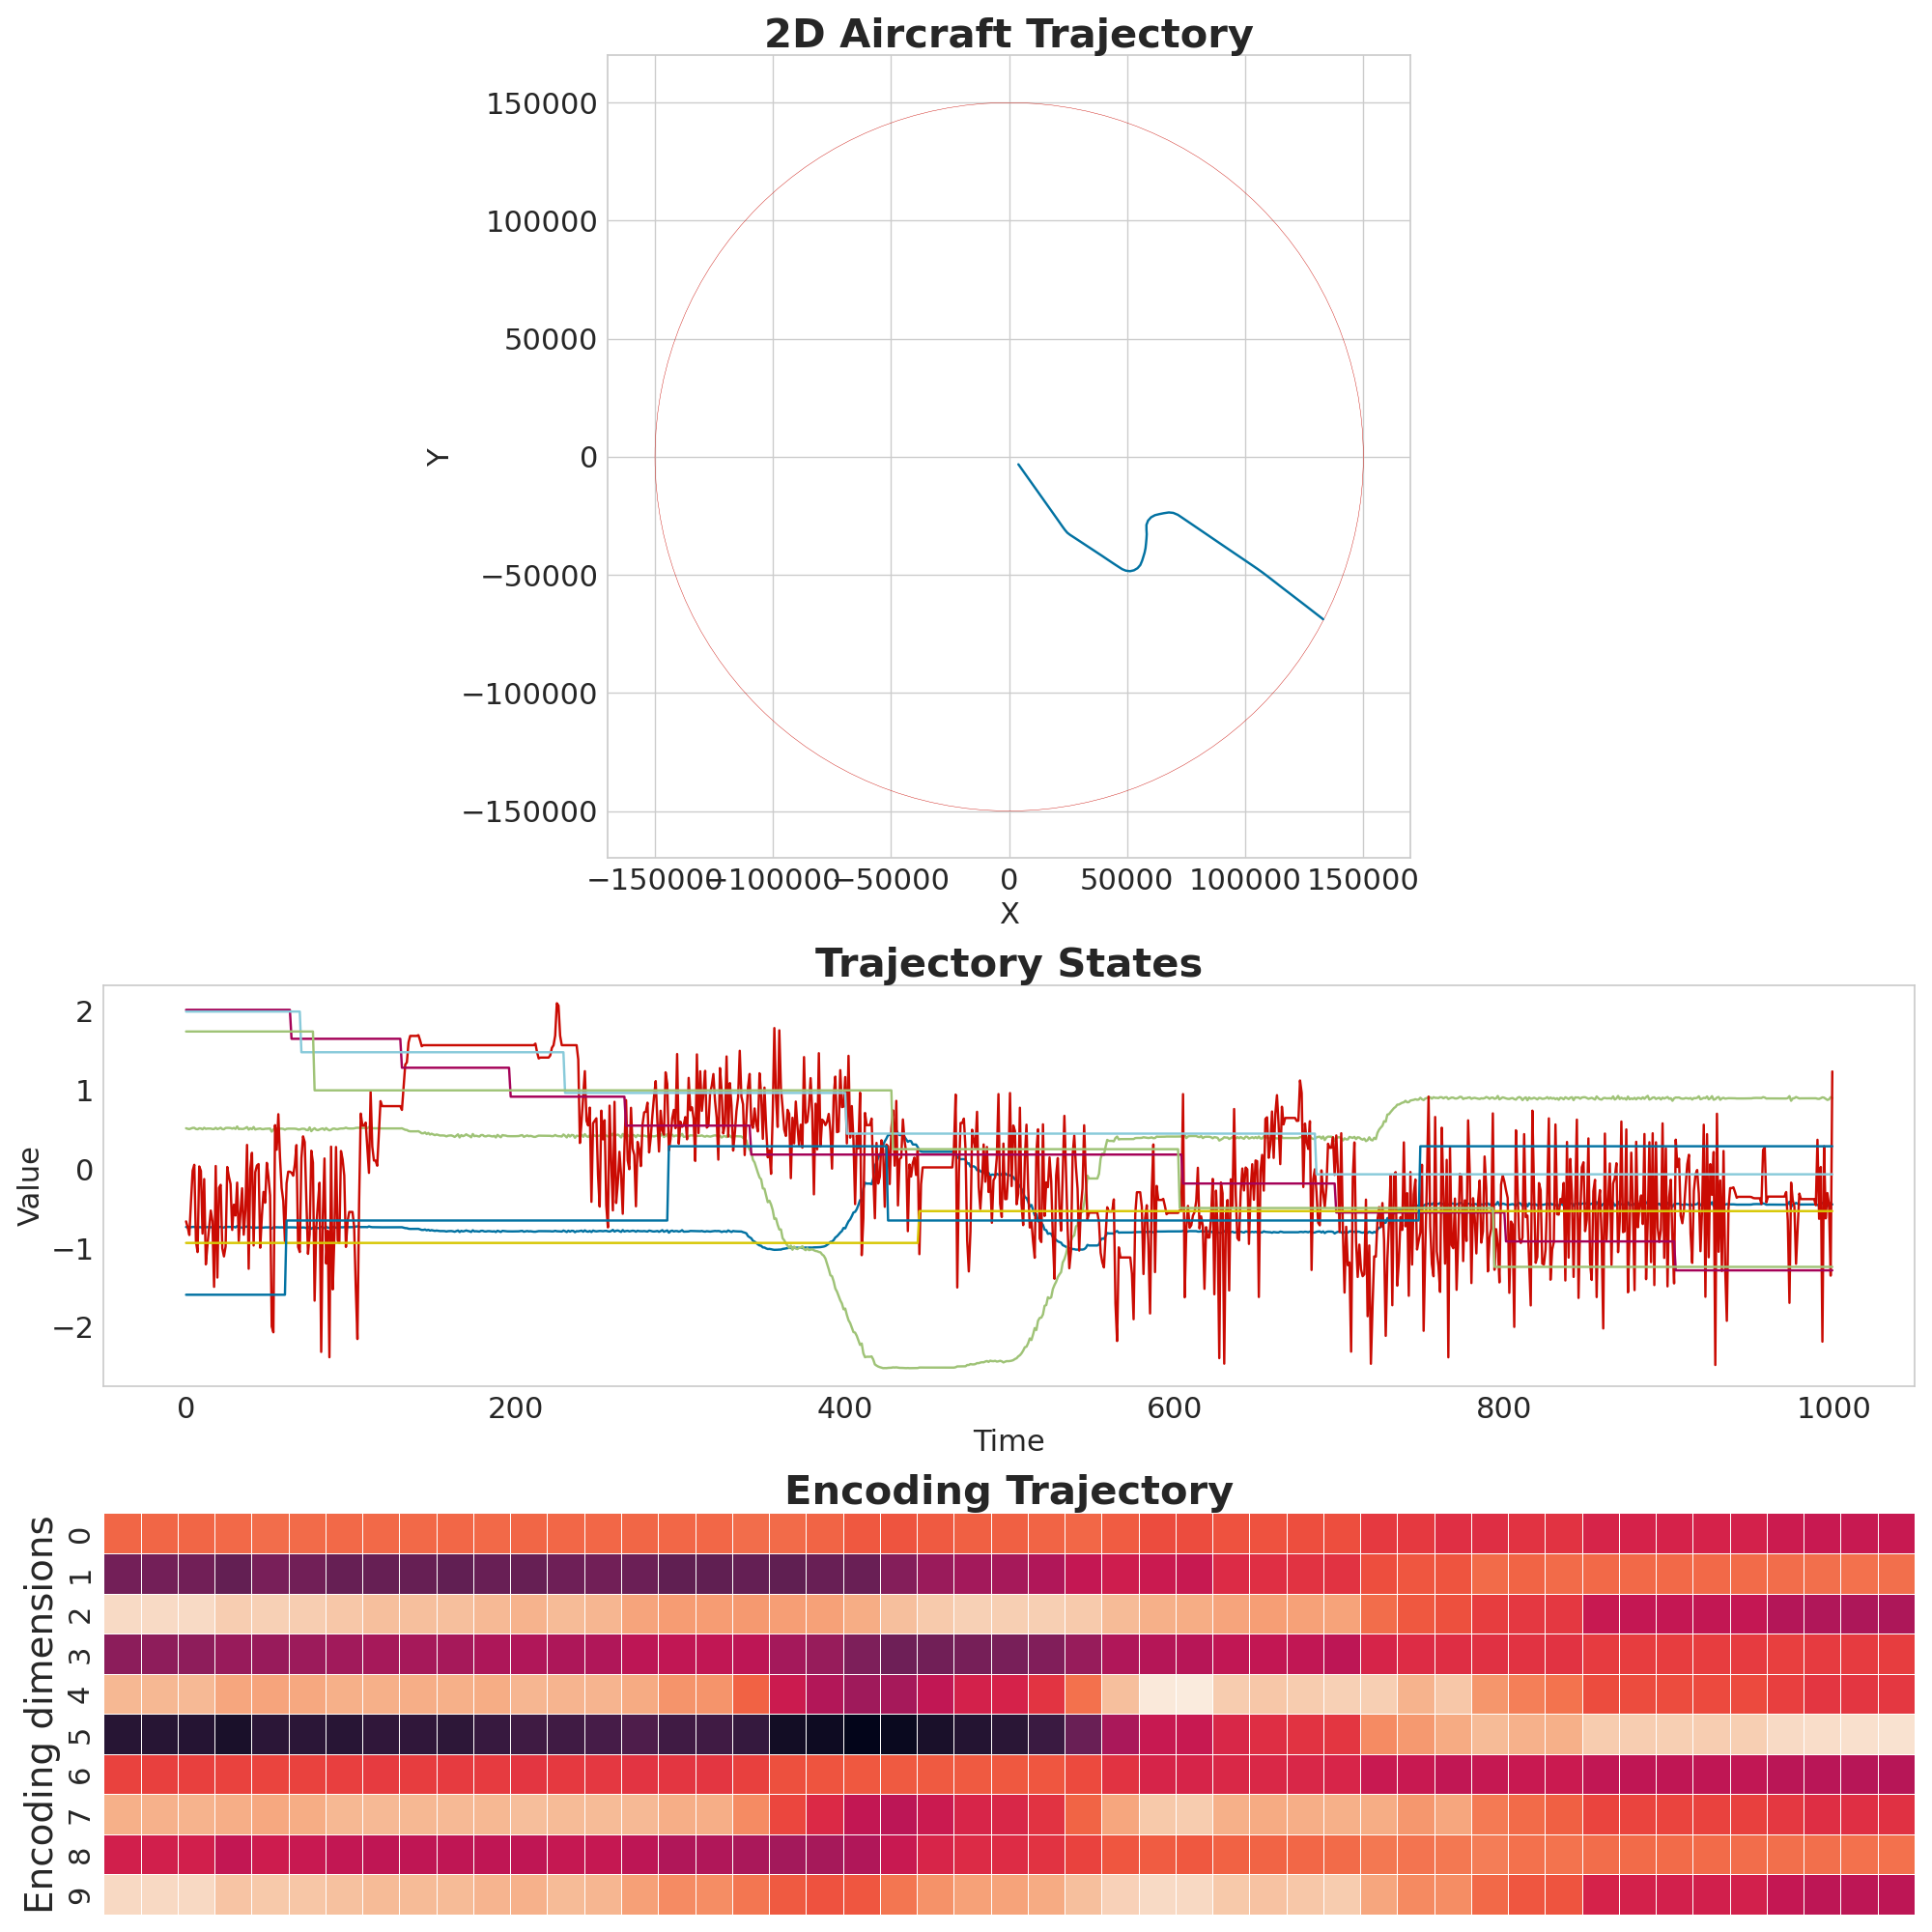 2D Aircraft Trajectory
150000
100000
50000
0
−50000
−100000
−150000
Y
−150000 −100000 −50000 0 50000 100000 150000
X
Trajectory States
2
1
0
−1
−2
Value
0 200 400 600 800 1000
Time
Encoding Trajectory
Encoding dimensions
0
1
2
3
4
5
6
7
8
9